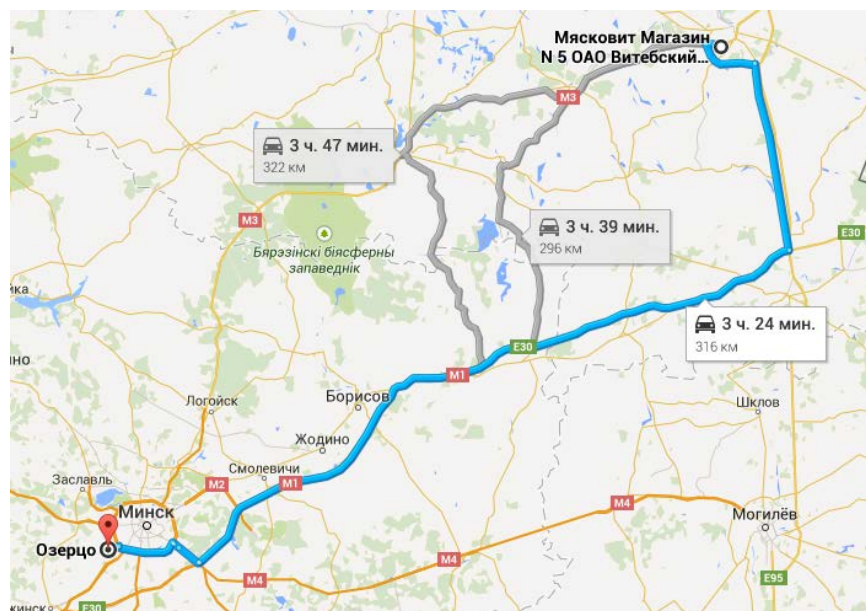 Мясковит Магазин
N 5 ОАО Витебский...
M3
3 ч. 47 мин.
322 км
M3
3 ч. 39 мин.
296 км
E30
Бярэзінскі біясферны
запаведнік
3 ч. 24 мин.
316 км
E30
M1
Борисов
Логойск
Шклов
Жодино
Смолевичи
Заславль
M2
M1
Минск
M4
Могилёв
Озерцо
M4
M4
E30
E95